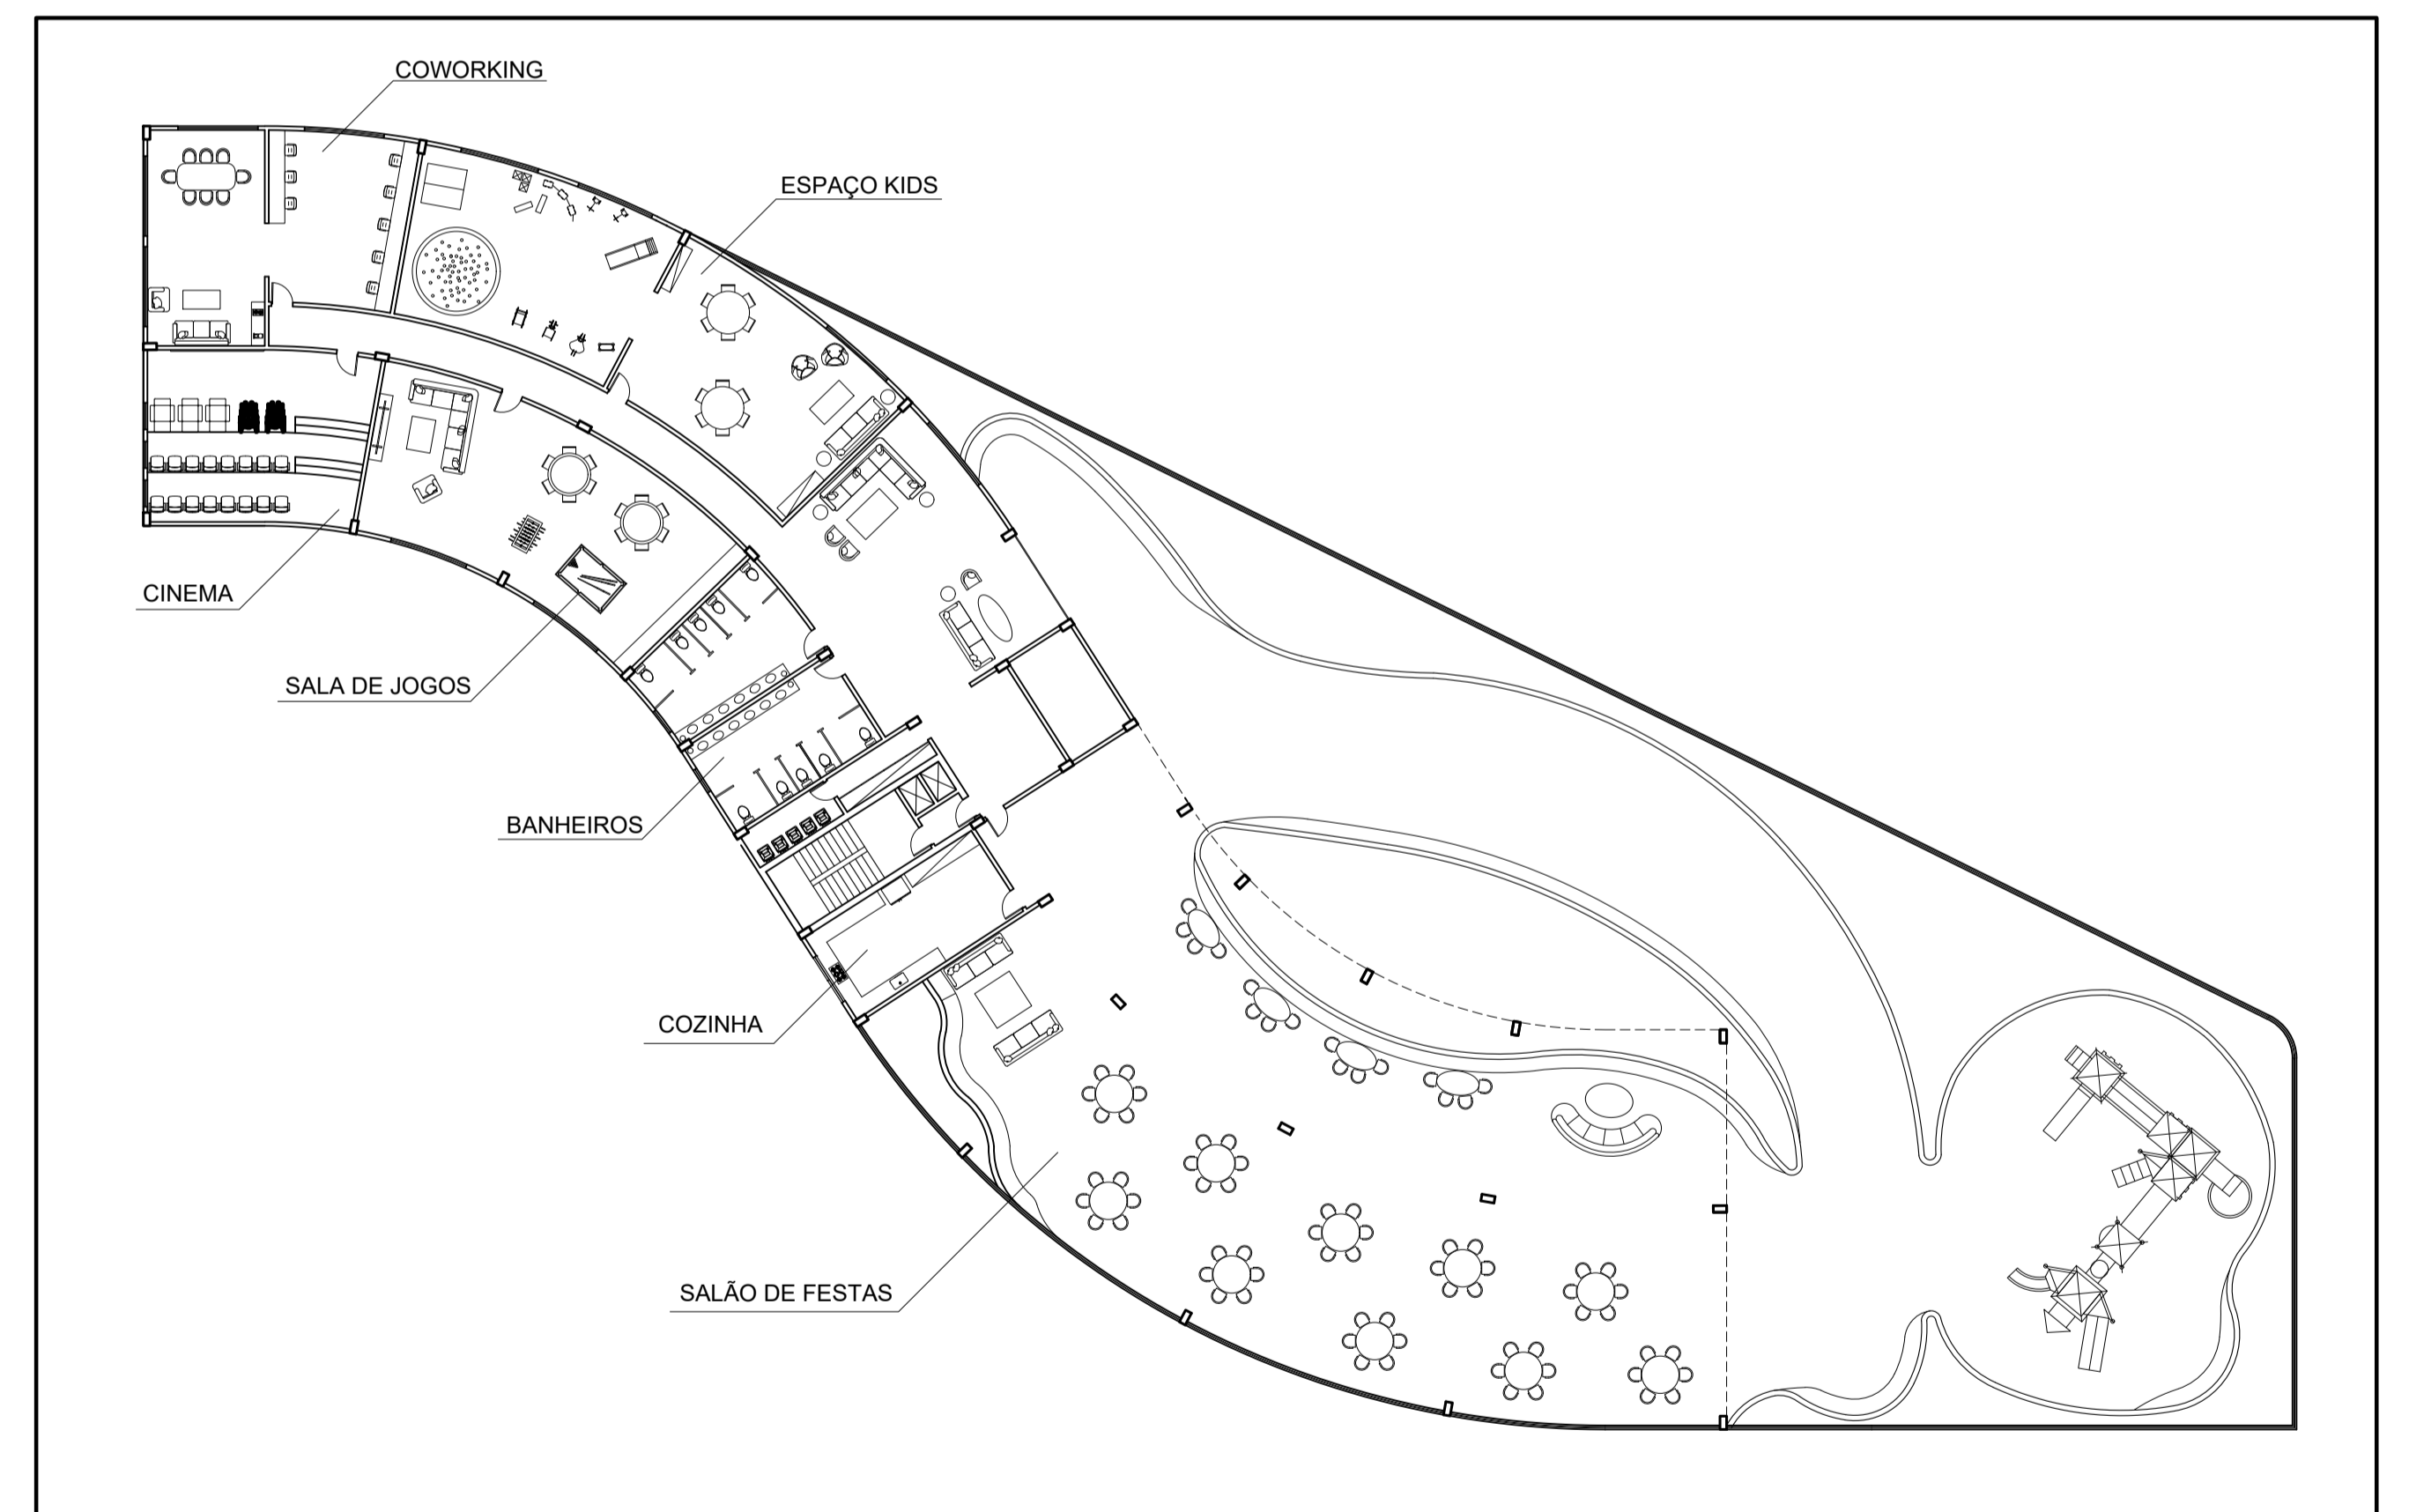 COWORKING
ESPAÇO KIDS
CINEMA
SALA DE JOGOS
BANHEIROS
COZINHA
SALÃO DE FESTAS